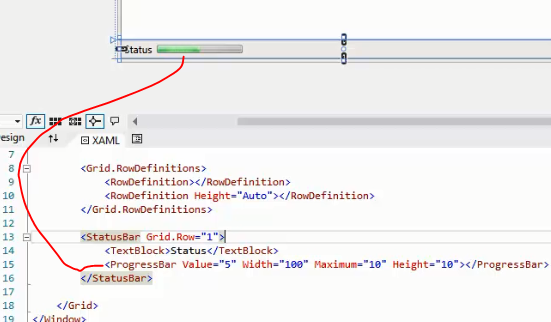 Status
esign
XAML
7
8 <Grid.RowDefinitions>
9 <RowDefinition></RowDefinition>
10 <RowDefinition Height="Auto"></RowDefinition>
11 </Grid.RowDefinitions>
12
13 <StatusBar Grid.Row="1">
14 <TextBlock>Status</TextBlock>
15 <ProgressBar Value="5" Width="100" Maximum="10" Height="10"></ProgressBar>
16 </StatusBar>
17
18 </Grid>
19 </Window>